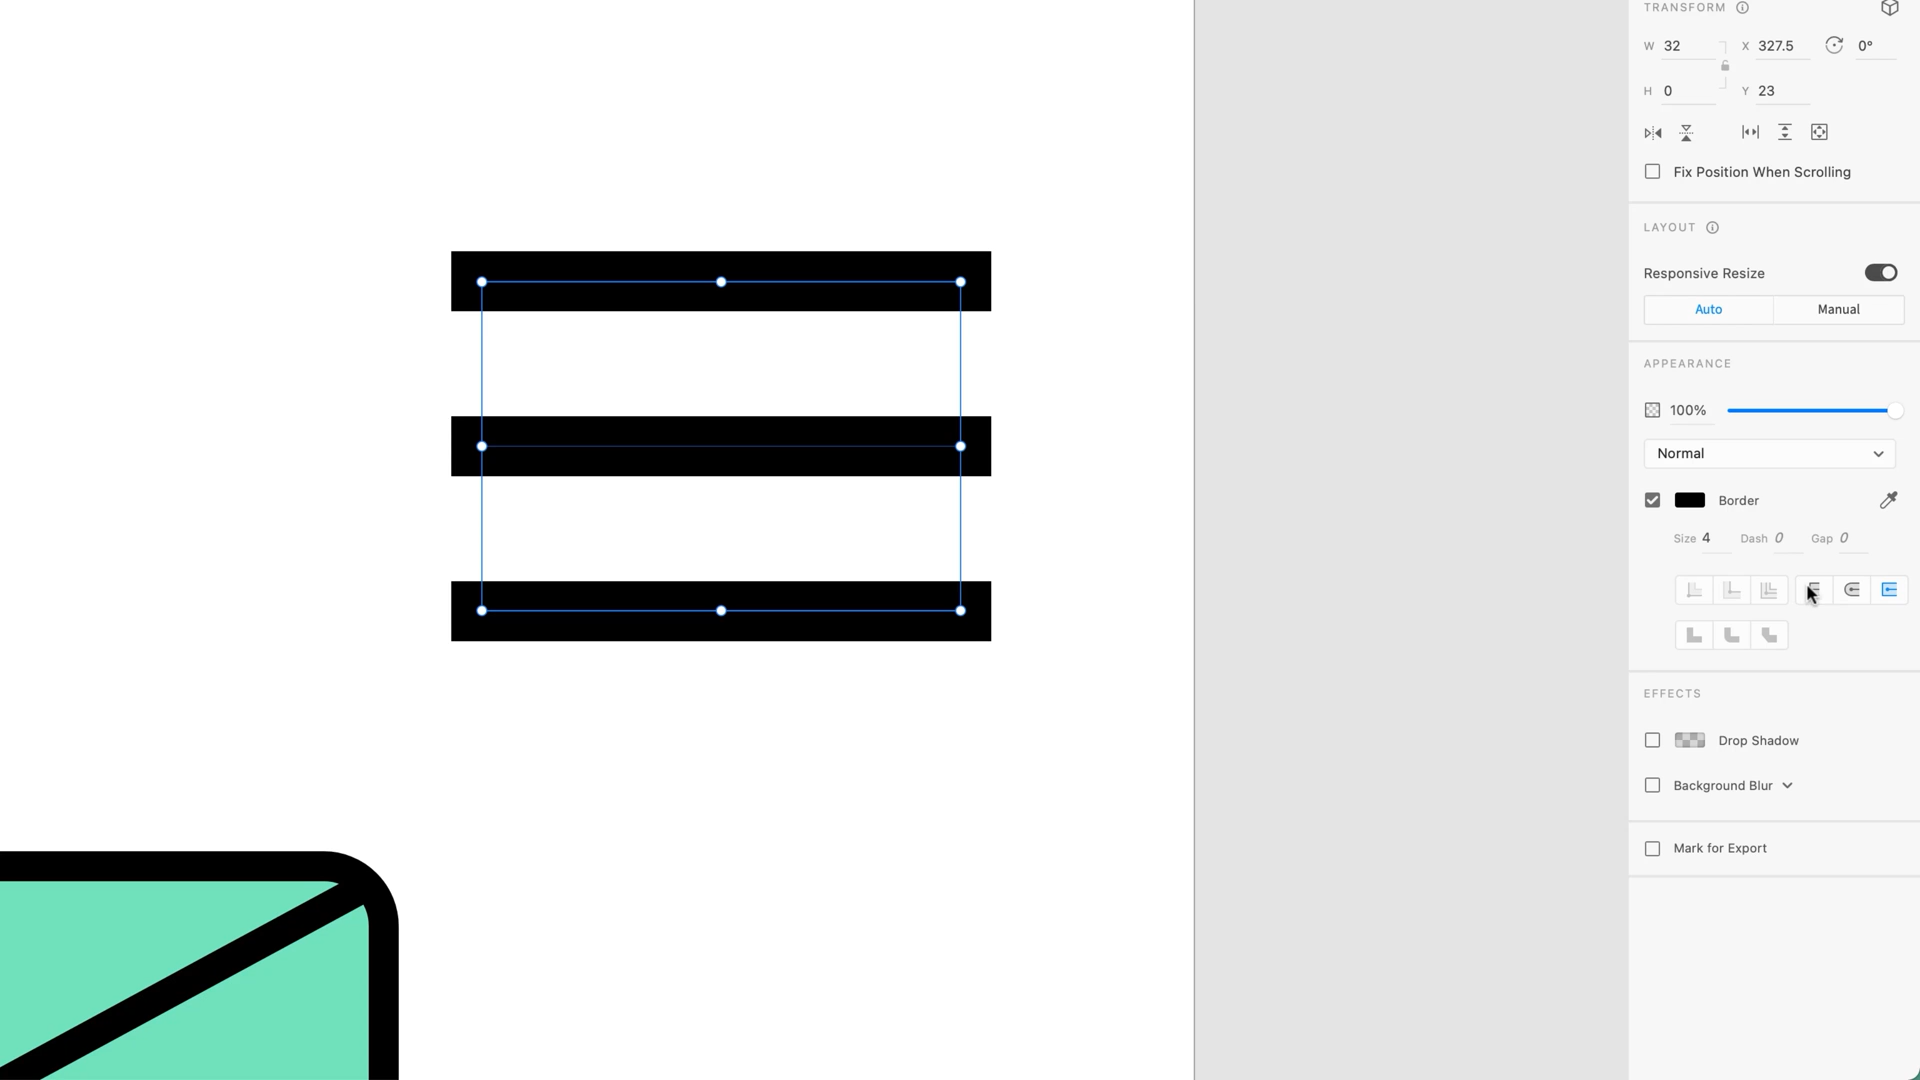 TRANSFORM
W 32 X 327.5 0°
H 0 Y 23
Fix Position When Scrolling
LAYOUT
Responsive Resize
Auto Manual
APPEARANCE
100%
Normal
Border
Size 4 Dash 0 Gap 0
EFFECTS
Drop Shadow
Background Blur
Mark for Export